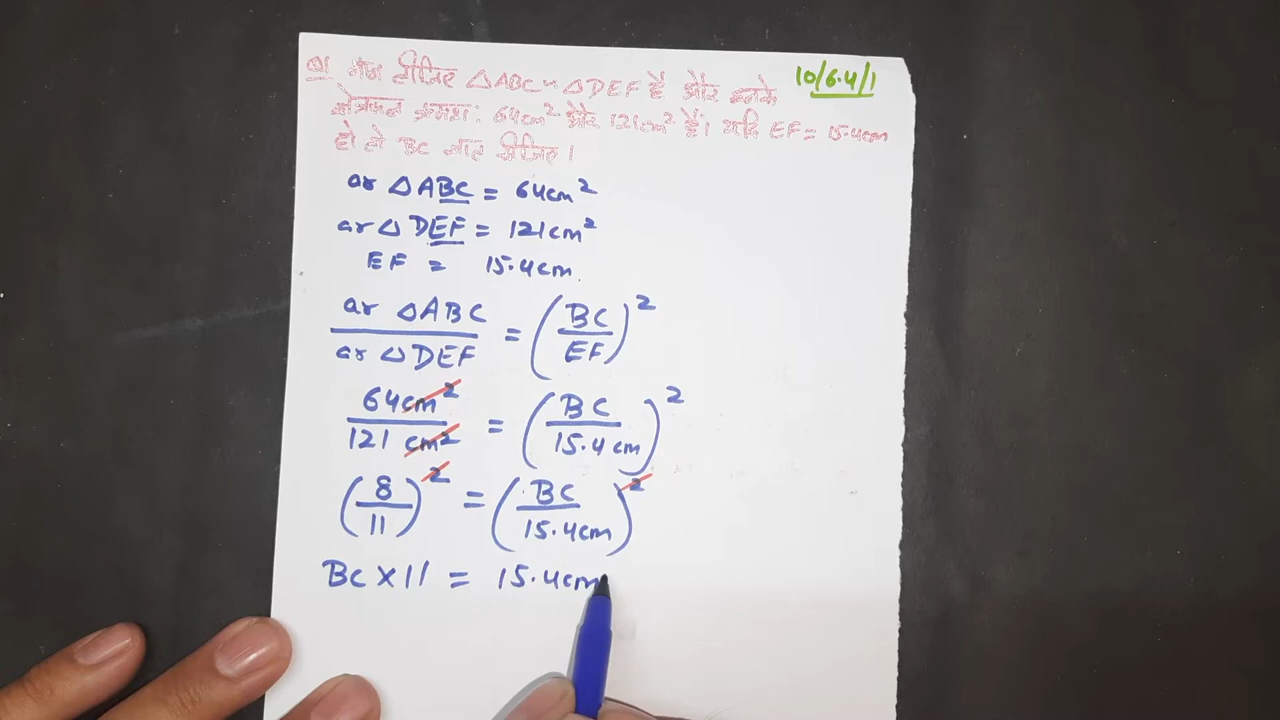 Q1 मान लीजिए △ABC ~ △DEF है और इनके
10/6.4/1
क्षेत्रफल क्रमशः 64cm² और 121cm² हैं। यदि EF = 15.4cm
हो तो BC ज्ञात कीजिए।
ar △ABC = 64cm²
ar △DEF = 121cm²
EF = 15.4cm.
ar △ABC / ar △DEF = (BC/EF)²
64cm² / 121 cm² = (BC / 15.4 cm)²
(8/11)² = (BC / 15.4cm)²
BC × 11 = 15.4cm